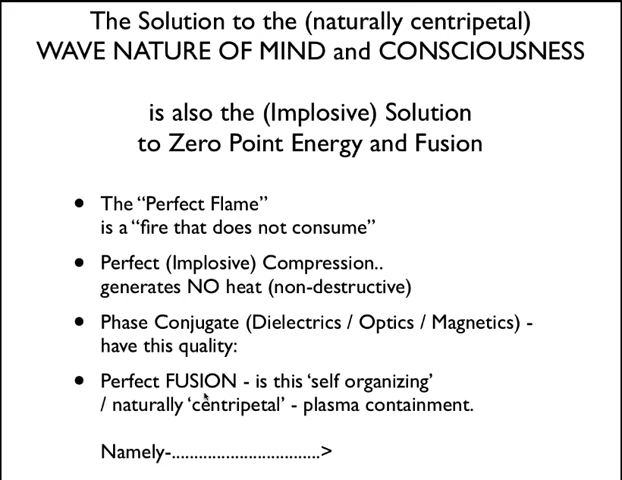 The Solution to the (naturally centripetal)
WAVE NATURE OF MIND and CONSCIOUSNESS
is also the (Implosive) Solution
to Zero Point Energy and Fusion
• The “Perfect Flame”
is a “fire that does not consume”
• Perfect (Implosive) Compression..
generates NO heat (non-destructive)
• Phase Conjugate (Dielectrics / Optics / Magnetics) -
have this quality:
• Perfect FUSION - is this ‘self organizing’
/ naturally ‘centripetal’ - plasma containment.
Namely-.................................>